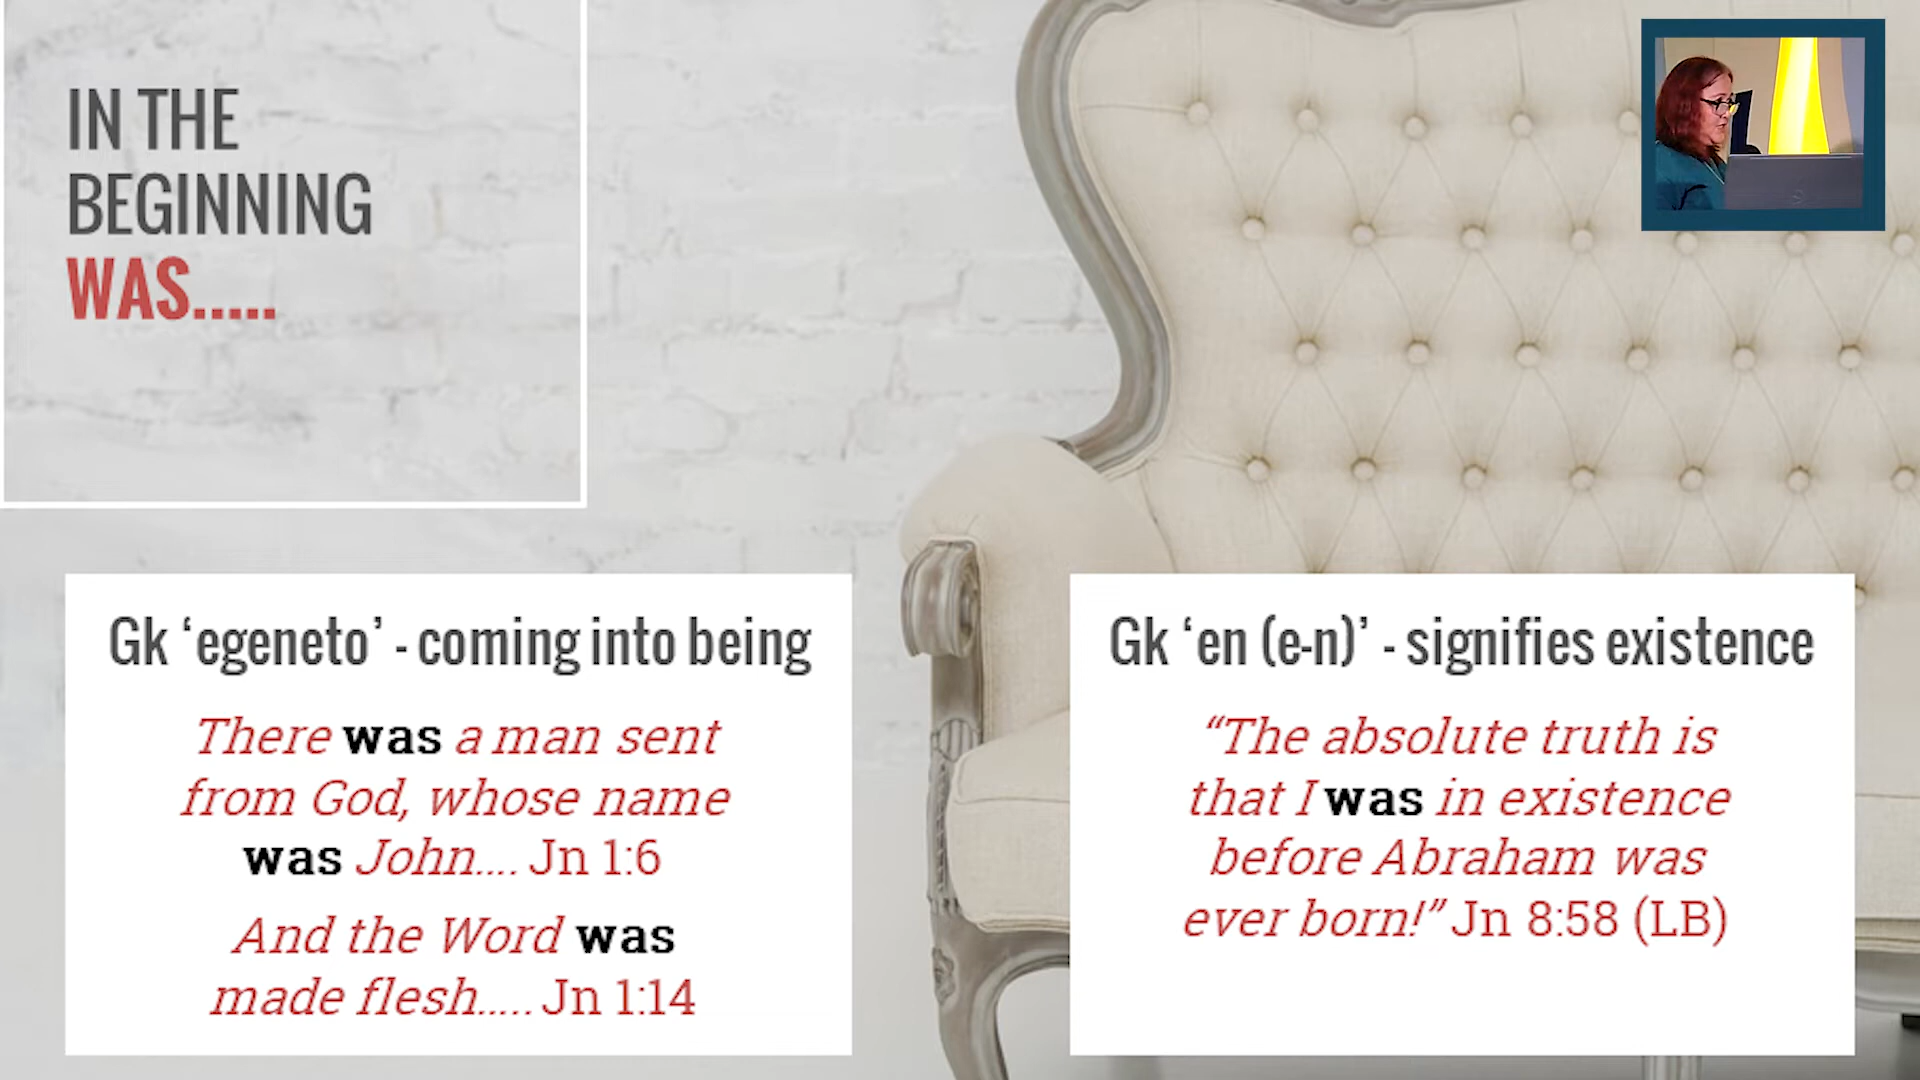 IN THE
BEGINNING
WAS.....
Gk ‘egeneto’ - coming into being
There was a man sent
from God, whose name
was John.... Jn 1:6
And the Word was
made flesh..... Jn 1:14
Gk ‘en (e-n)’ - signifies existence
“The absolute truth is
that I was in existence
before Abraham was
ever born!” Jn 8:58 (LB)